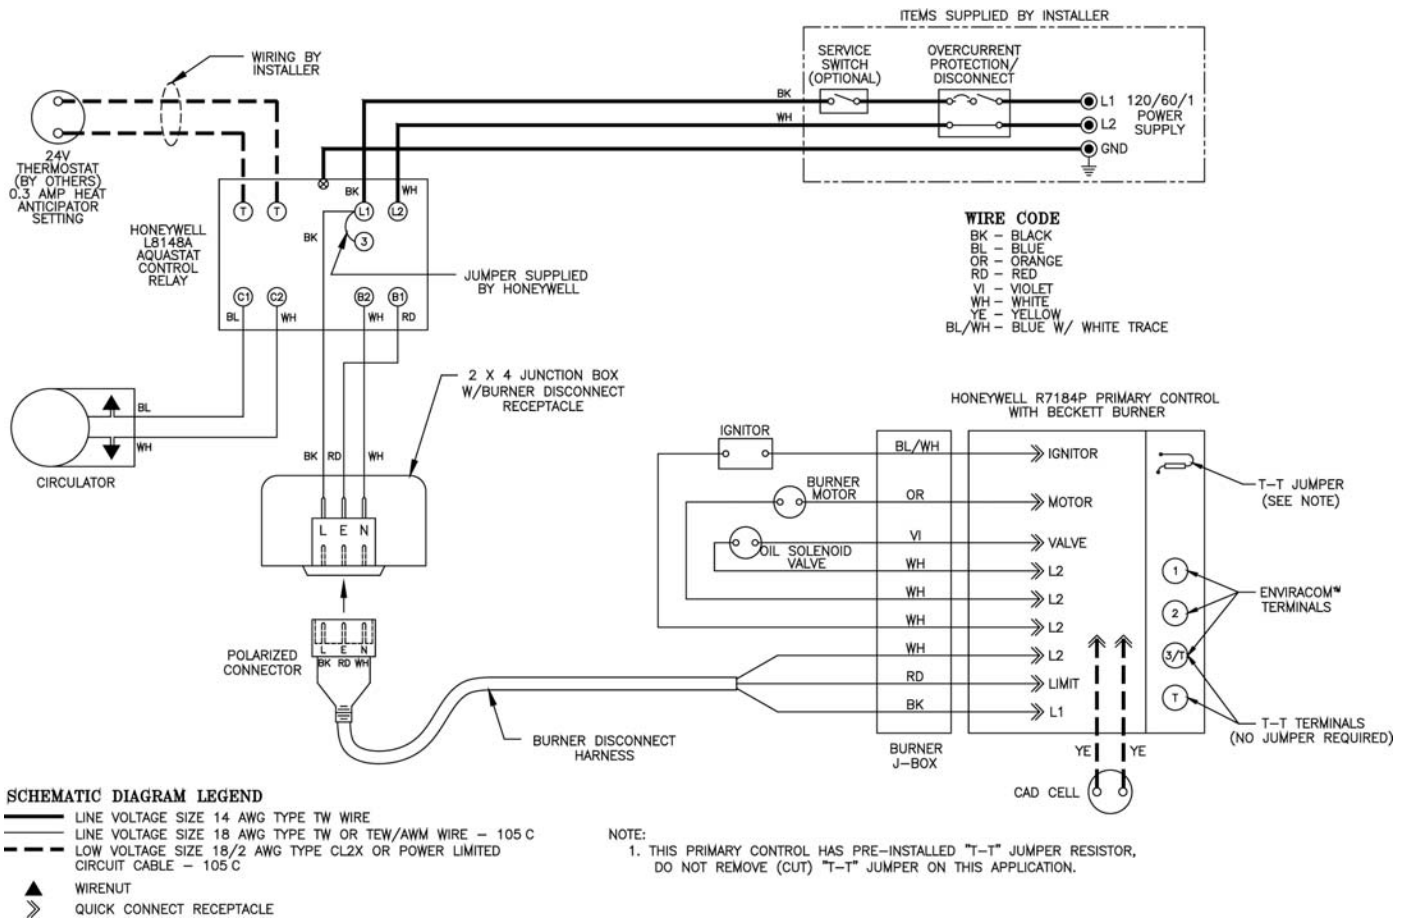 ITEMS SUPPLIED BY INSTALLER
SERVICE
SWITCH
(OPTIONAL)
OVERCURRENT
PROTECTION/
DISCONNECT
WIRING BY
INSTALLER
BK
WH
L1
L2
GND
120/60/1
POWER
SUPPLY
24V
THERMOSTAT
(BY OTHERS)
0.3 AMP HEAT
ANTICIPATOR
SETTING
HONEYWELL
L8148A
AQUASTAT
CONTROL
RELAY
T
T
BK
WH
L1
L2
BK
3
C1
C2
B2
B1
BL
WH
WH
RD
JUMPER SUPPLIED
BY HONEYWELL
WIRE CODE
BK – BLACK
BL – BLUE
OR – ORANGE
RD – RED
VI – VIOLET
WH – WHITE
YE – YELLOW
BL/WH – BLUE W/ WHITE TRACE
2 X 4 JUNCTION BOX
W/BURNER DISCONNECT
RECEPTACLE
BL
WH
CIRCULATOR
BK
RD
WH
L E N
L E N
BK RD WH
POLARIZED
CONNECTOR
BURNER DISCONNECT
HARNESS
HONEYWELL R7184P PRIMARY CONTROL
WITH BECKETT BURNER
IGNITOR
BL/WH
IGNITOR
BURNER
MOTOR
OR
MOTOR
OIL SOLENOID
VALVE
VI
VALVE
WH
L2
WH
L2
WH
L2
WH
L2
RD
LIMIT
BK
L1
BURNER
J–BOX
T–T JUMPER
(SEE NOTE)
1
2
3/T
T
ENVIRACOM™
TERMINALS
T–T TERMINALS
(NO JUMPER REQUIRED)
YE
YE
CAD CELL
SCHEMATIC DIAGRAM LEGEND
LINE VOLTAGE SIZE 14 AWG TYPE TW WIRE
LINE VOLTAGE SIZE 18 AWG TYPE TW OR TEW/AWM WIRE – 105 C
LOW VOLTAGE SIZE 18/2 AWG TYPE CL2X OR POWER LIMITED
CIRCUIT CABLE – 105 C
WIRENUT
QUICK CONNECT RECEPTACLE
NOTE:
1. THIS PRIMARY CONTROL HAS PRE–INSTALLED "T–T" JUMPER RESISTOR,
DO NOT REMOVE (CUT) "T–T" JUMPER ON THIS APPLICATION.